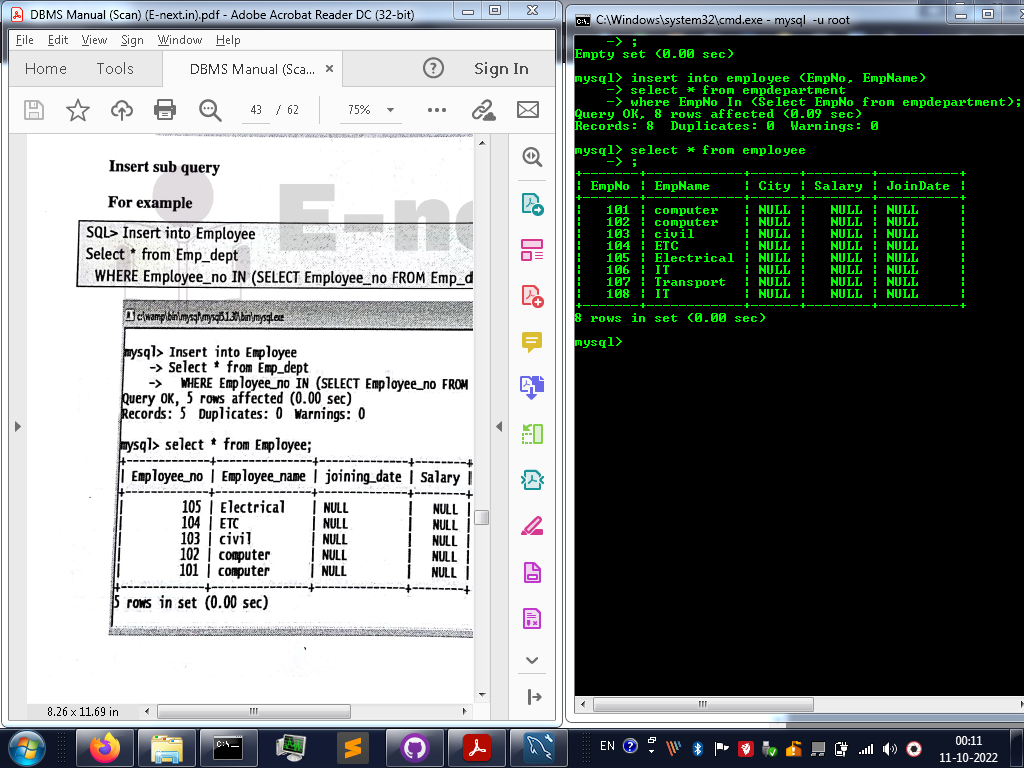 DBMS Manual (Scan) (E-next.in).pdf - Adobe Acrobat Reader DC (32-bit)
File Edit View Sign Window Help
Home Tools DBMS Manual (Sca... × ? Sign In
43 / 62 75%
Insert sub query
For example
E-ne
SQL> Insert into Employee
Select * from Emp_dept
WHERE Employee_no IN (SELECT Employee_no FROM Emp_d
c:\wamp\bin\mysql\mysql5.1.30\bin\mysql.exe
mysql> Insert into Employee
-> Select * from Emp_dept
-> WHERE Employee_no IN (SELECT Employee_no FROM
Query OK, 5 rows affected (0.00 sec)
Records: 5 Duplicates: 0 Warnings: 0
mysql> select * from Employee;
| Employee_no | Employee_name | joining_date | Salary |
| 105 | Electrical | NULL | NULL |
| 104 | ETC | NULL | NULL |
| 103 | civil | NULL | NULL |
| 102 | computer | NULL | NULL |
| 101 | computer | NULL | NULL |
5 rows in set (0.00 sec)
8.26 x 11.69 in
C:\Windows\system32\cmd.exe - mysql -u root
-> ;
Empty set (0.00 sec)
mysql> insert into employee (EmpNo, EmpName)
-> select * from empdepartment
-> where EmpNo In (Select EmpNo from empdepartment);
Query OK, 8 rows affected (0.09 sec)
Records: 8 Duplicates: 0 Warnings: 0
mysql> select * from employee
-> ;
| EmpNo | EmpName | City | Salary | JoinDate |
| 101 | computer | NULL | NULL | NULL |
| 102 | computer | NULL | NULL | NULL |
| 103 | civil | NULL | NULL | NULL |
| 104 | ETC | NULL | NULL | NULL |
| 105 | Electrical | NULL | NULL | NULL |
| 106 | IT | NULL | NULL | NULL |
| 107 | Transport | NULL | NULL | NULL |
| 108 | IT | NULL | NULL | NULL |
8 rows in set (0.00 sec)
mysql>
EN
00:11
11-10-2022